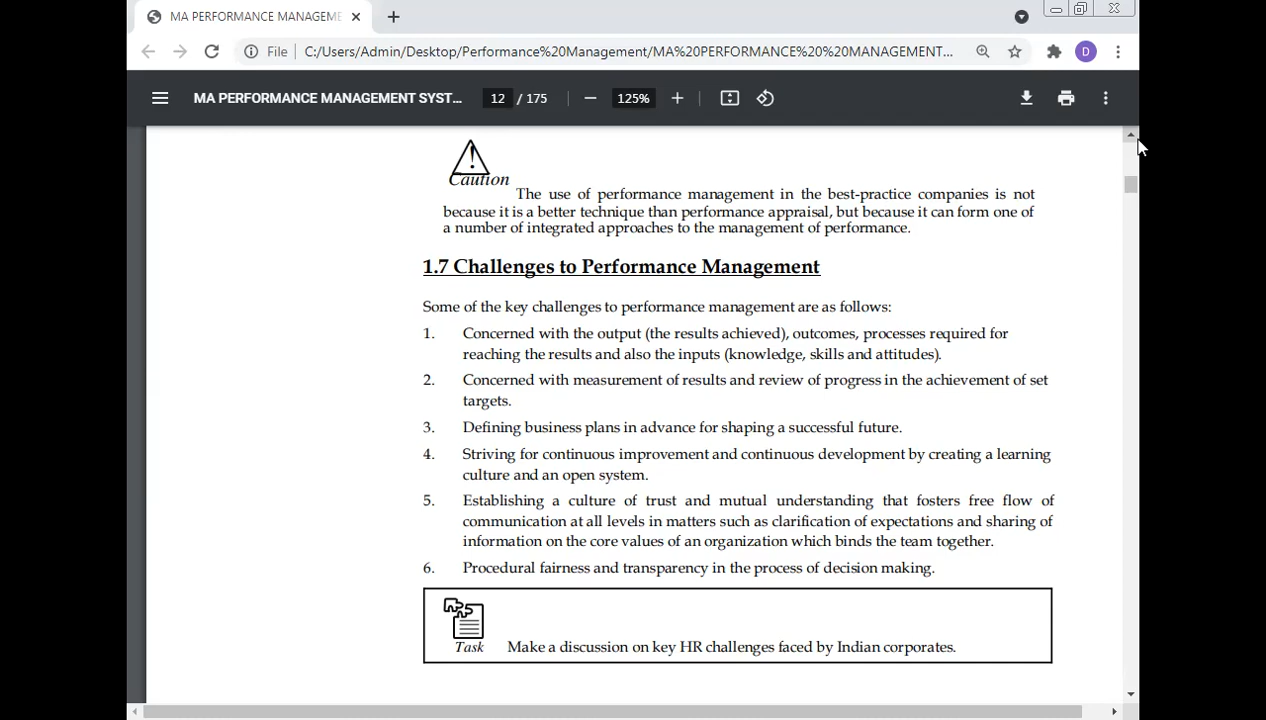 MA PERFORMANCE MANAGEME
File C:/Users/Admin/Desktop/Performance%20Management/MA%20PERFORMANCE%20%20MANAGEMENT... D
MA PERFORMANCE MANAGEMENT SYST... 12 / 175 125%
Caution
The use of performance management in the best-practice companies is not
because it is a better technique than performance appraisal, but because it can form one of
a number of integrated approaches to the management of performance.
1.7 Challenges to Performance Management
Some of the key challenges to performance management are as follows:
1. Concerned with the output (the results achieved), outcomes, processes required for
reaching the results and also the inputs (knowledge, skills and attitudes).
2. Concerned with measurement of results and review of progress in the achievement of set
targets.
3. Defining business plans in advance for shaping a successful future.
4. Striving for continuous improvement and continuous development by creating a learning
culture and an open system.
5. Establishing a culture of trust and mutual understanding that fosters free flow of
communication at all levels in matters such as clarification of expectations and sharing of
information on the core values of an organization which binds the team together.
6. Procedural fairness and transparency in the process of decision making.
Task Make a discussion on key HR challenges faced by Indian corporates.